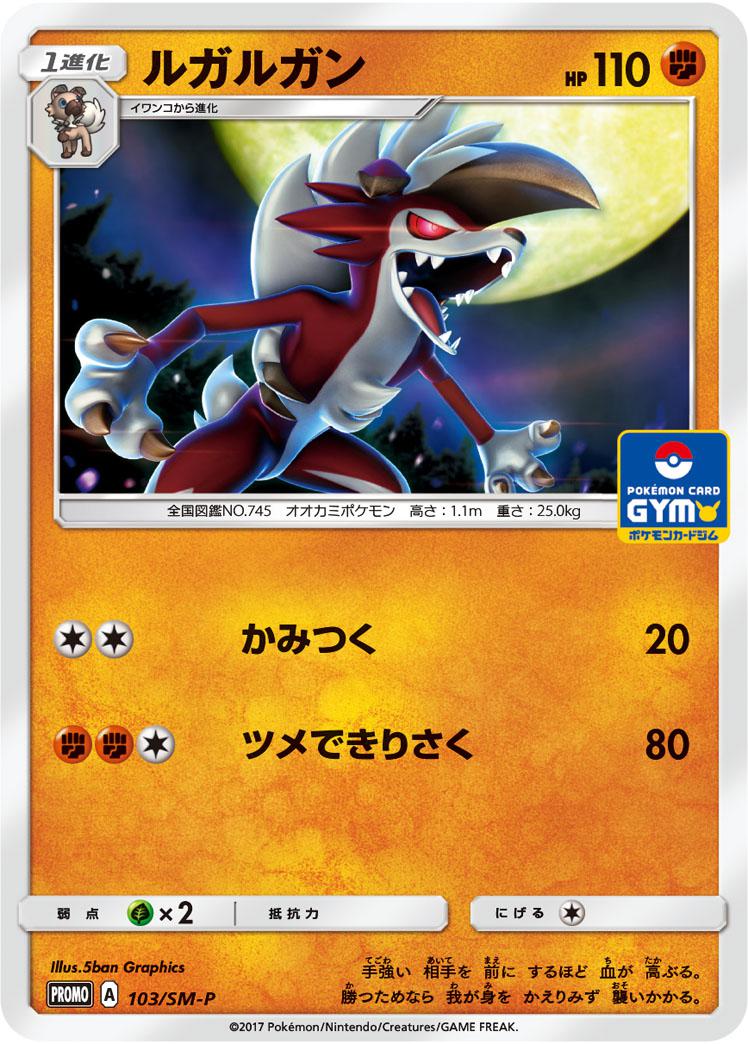 1進化
ルガルガン
HP 110
イワンコから進化
全国図鑑NO.745 オオカミポケモン 高さ：1.1m 重さ：25.0kg
POKÉMON CARD
GYM
ポケモンカードジム
かみつく 20
ツメできりさく 80
弱点 ×2 抵抗力 にげる
Illus.5ban Graphics
PROMO A 103/SM-P
手強い 相手を 前に するほど 血が 高ぶる。
勝つためなら 我が身を かえりみず 襲いかかる。
©2017 Pokémon/Nintendo/Creatures/GAME FREAK.